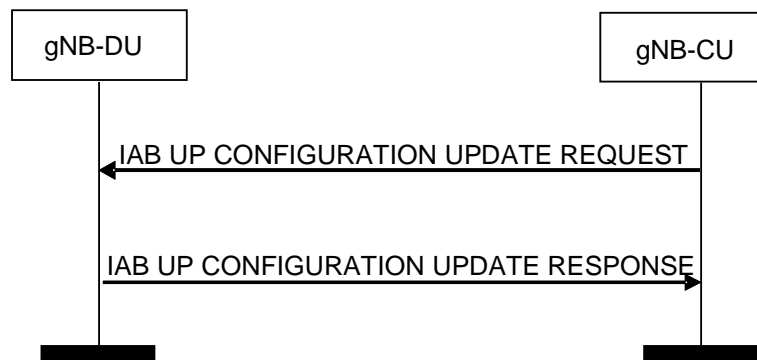 gNB-DU
gNB-CU
IAB UP CONFIGURATION UPDATE REQUEST
IAB UP CONFIGURATION UPDATE RESPONSE